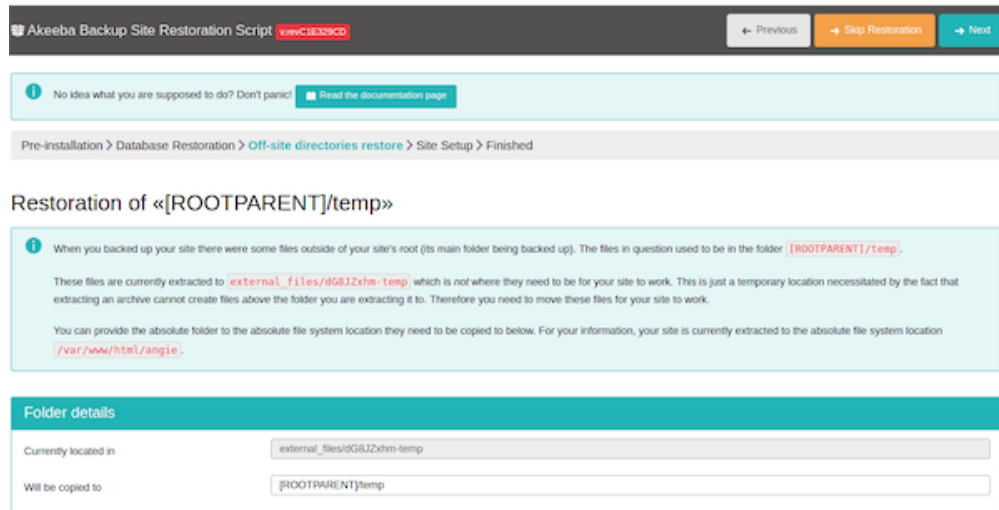 Akeeba Backup Site Restoration Script v.revC1E329CD
Previous
Skip Restoration
Next
No idea what you are supposed to do? Don't panic! Read the documentation page
Pre-installation > Database Restoration > Off-site directories restore > Site Setup > Finished
Restoration of «[ROOTPARENT]/temp»
When you backed up your site there were some files outside of your site's root (its main folder being backed up). The files in question used to be in the folder [ROOTPARENT]/temp.
These files are currently extracted to external_files/dG8JZxhm-temp which is not where they need to be for your site to work. This is just a temporary location necessitated by the fact that
extracting an archive cannot create files above the folder you are extracting it to. Therefore you need to move these files for your site to work.
You can provide the absolute folder to the absolute file system location they need to be copied to below. For your information, your site is currently extracted to the absolute file system location
/var/www/html/angie.
Folder details
Currently located in external_files/dG8JZxhm-temp
Will be copied to [ROOTPARENT]/temp